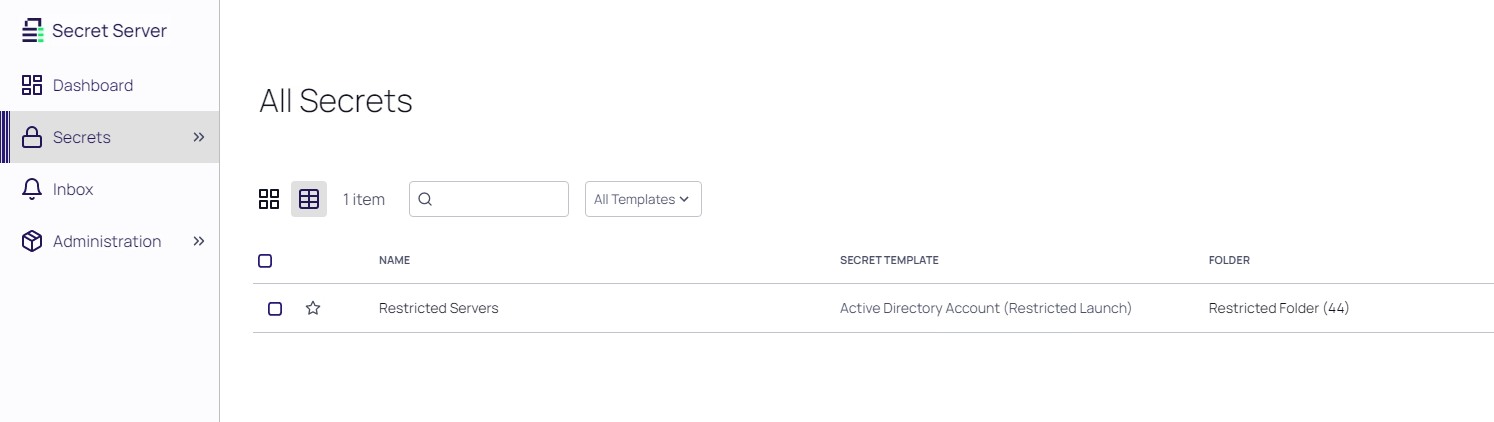 Secret Server
Dashboard
Secrets
Inbox
Administration
All Secrets
1 item
All Templates
NAME SECRET TEMPLATE FOLDER
Restricted Servers Active Directory Account (Restricted Launch) Restricted Folder (44)